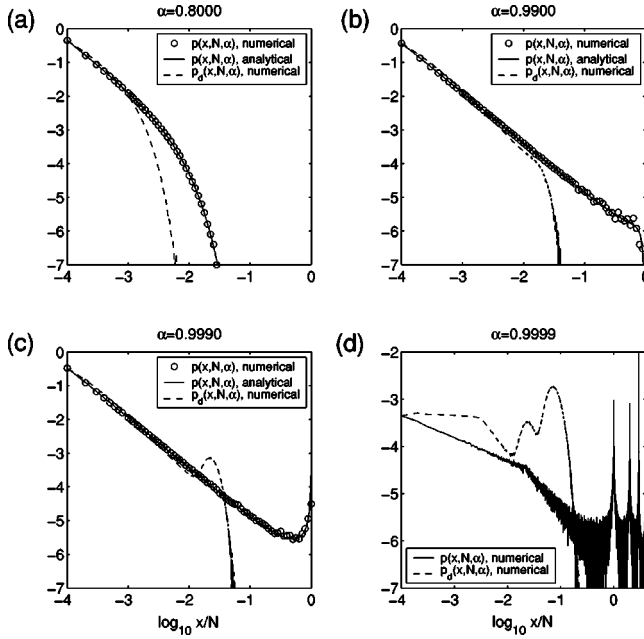 (a)
α=0.8000
0
−1
−2
−3
−4
−5
−6
−7
−4
−3
−2
−1
0
p(x,N,α), numerical
p(x,N,α), analytical
p_d(x,N,α), numerical
(b)
α=0.9900
0
−1
−2
−3
−4
−5
−6
−7
−4
−3
−2
−1
0
p(x,N,α), numerical
p(x,N,α), analytical
p_d(x,N,α), numerical
(c)
α=0.9990
0
−1
−2
−3
−4
−5
−6
−7
−4
−3
−2
−1
0
log₁₀ x/N
p(x,N,α), numerical
p(x,N,α), analytical
p_d(x,N,α), numerical
(d)
α=0.9999
−2
−3
−4
−5
−6
−7
−4
−3
−2
−1
0
log₁₀ x/N
p(x,N,α), numerical
p_d(x,N,α), numerical